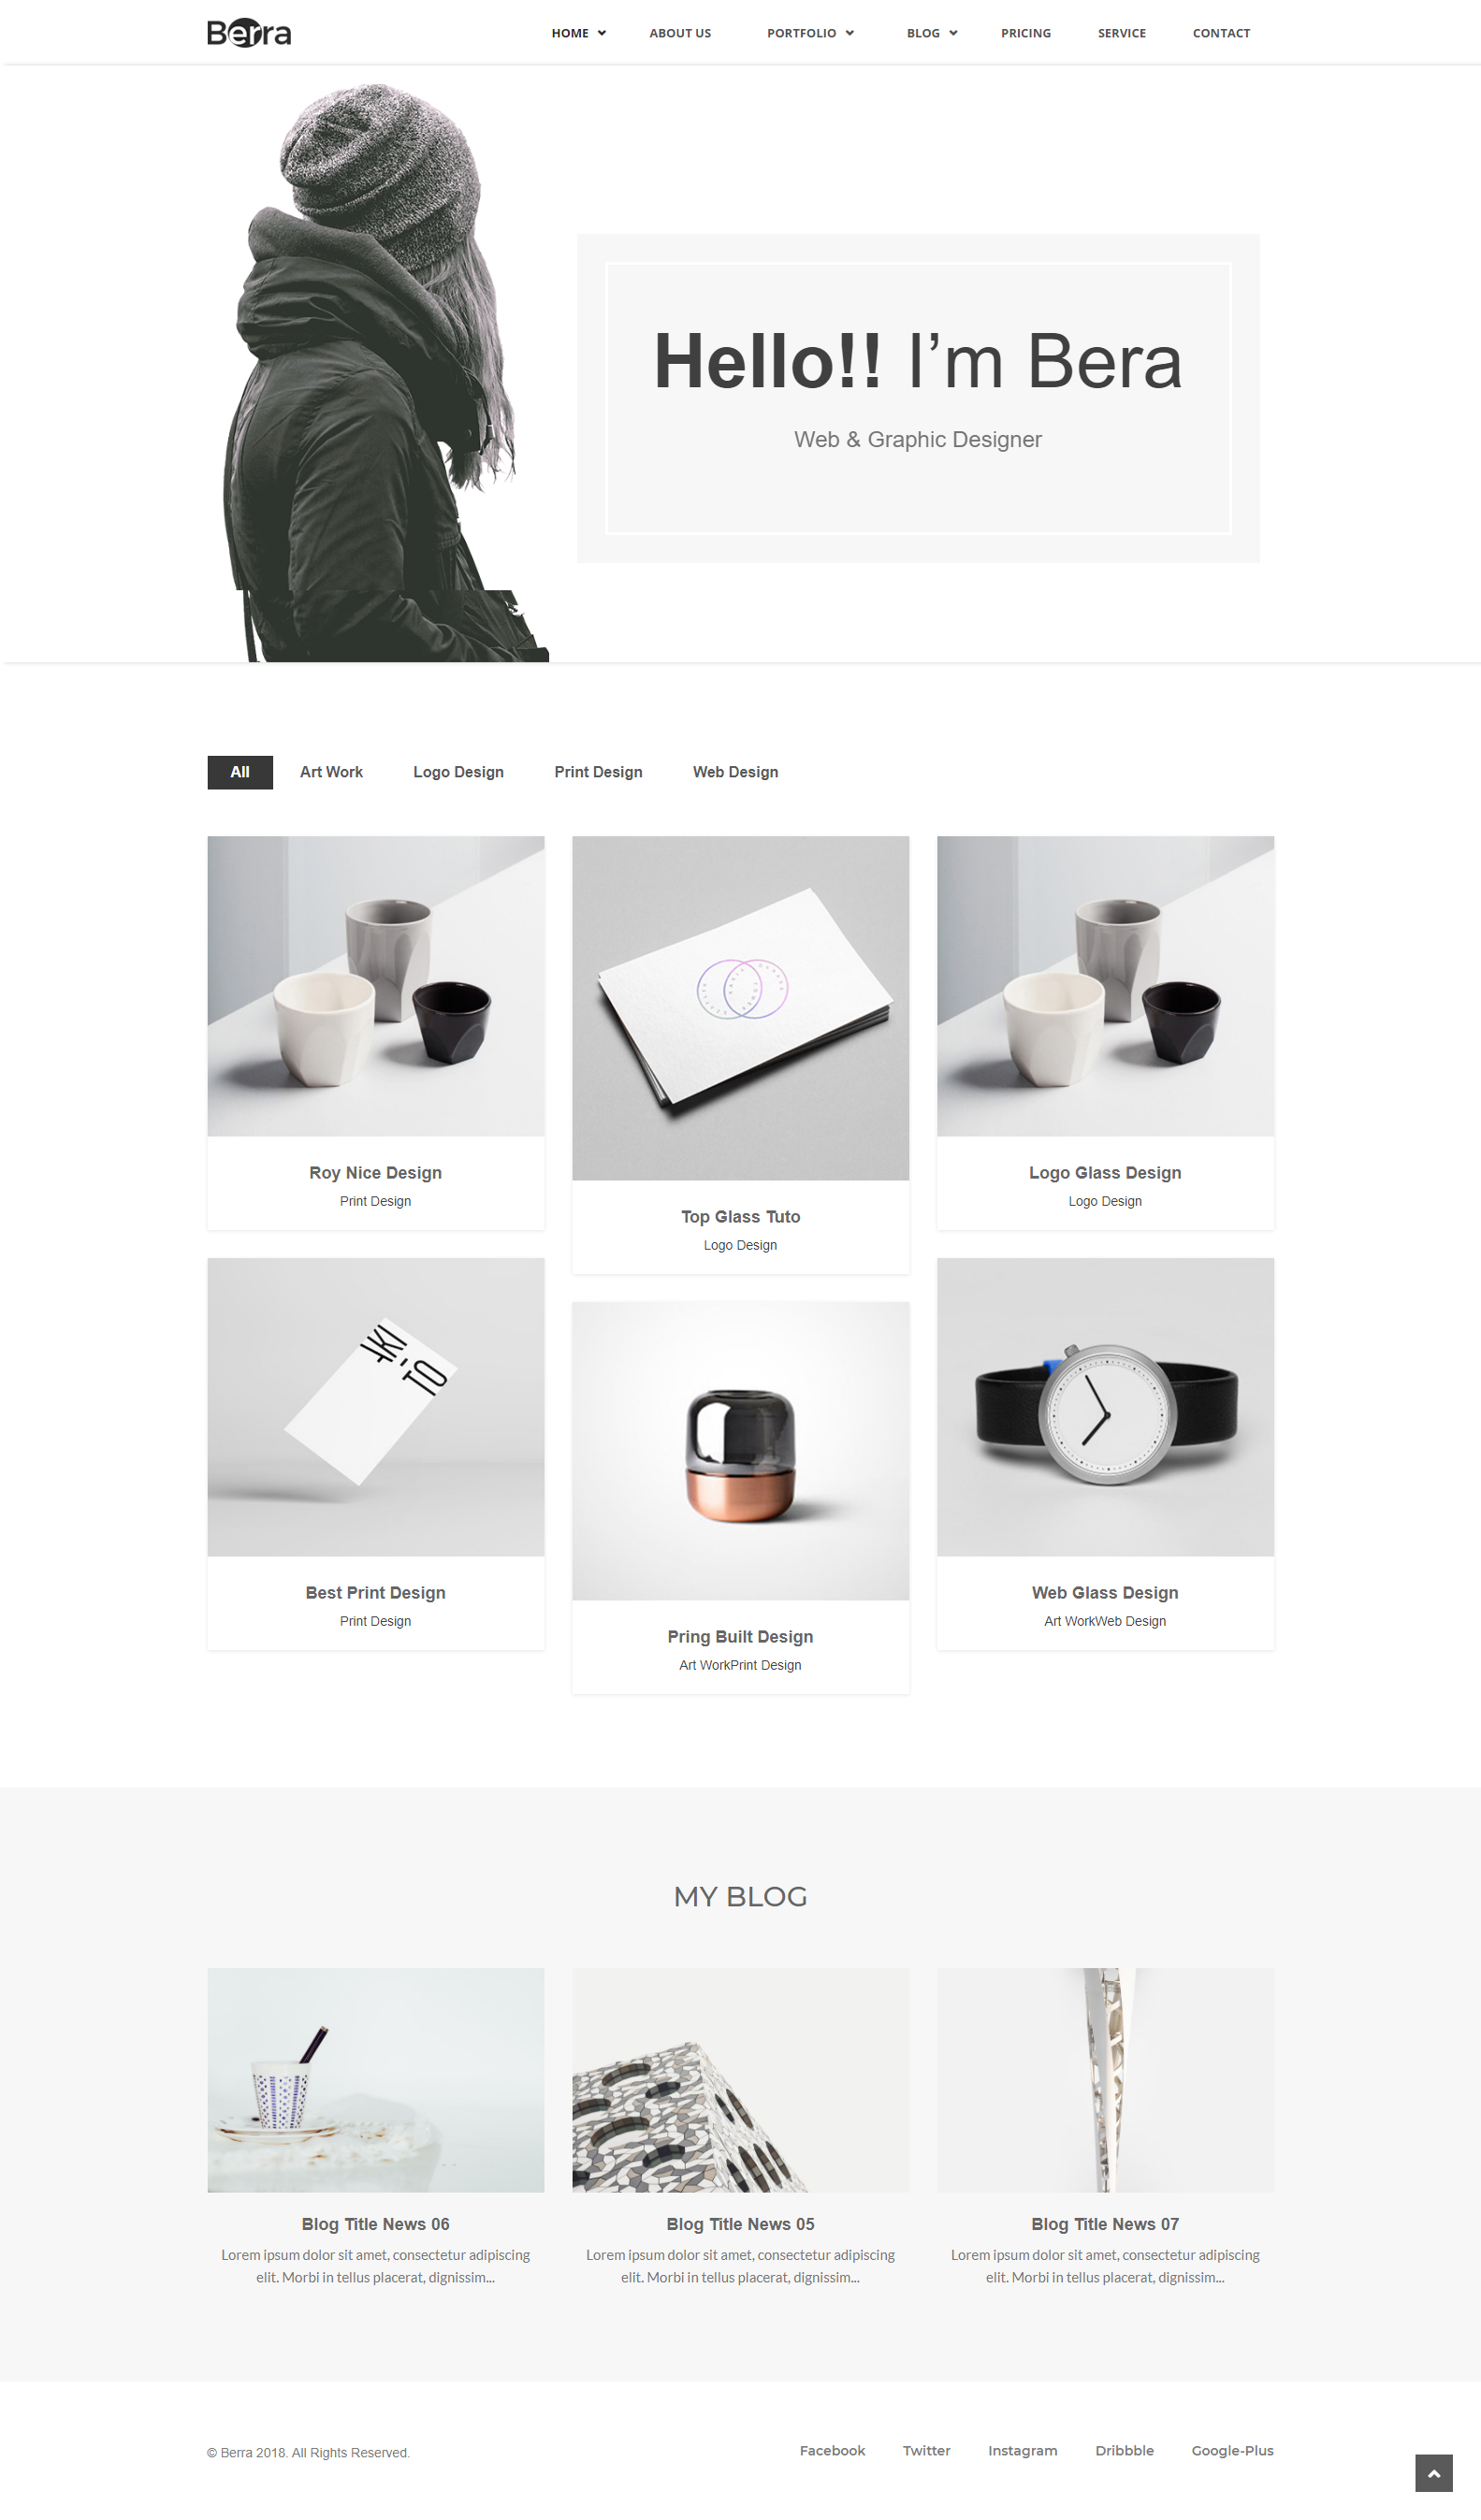 Berra
HOME ABOUT US PORTFOLIO BLOG PRICING SERVICE CONTACT
Hello!! I’m Bera
Web & Graphic Designer
All Art Work Logo Design Print Design Web Design
Roy Nice Design
Print Design
Top Glass Tuto
Logo Design
Logo Glass Design
Logo Design
Best Print Design
Print Design
Pring Built Design
Art WorkPrint Design
Web Glass Design
Art WorkWeb Design
MY BLOG
Blog Title News 06
Lorem ipsum dolor sit amet, consectetur adipiscing
elit. Morbi in tellus placerat, dignissim...
Blog Title News 05
Lorem ipsum dolor sit amet, consectetur adipiscing
elit. Morbi in tellus placerat, dignissim...
Blog Title News 07
Lorem ipsum dolor sit amet, consectetur adipiscing
elit. Morbi in tellus placerat, dignissim...
© Berra 2018. All Rights Reserved.
Facebook Twitter Instagram Dribbble Google-Plus